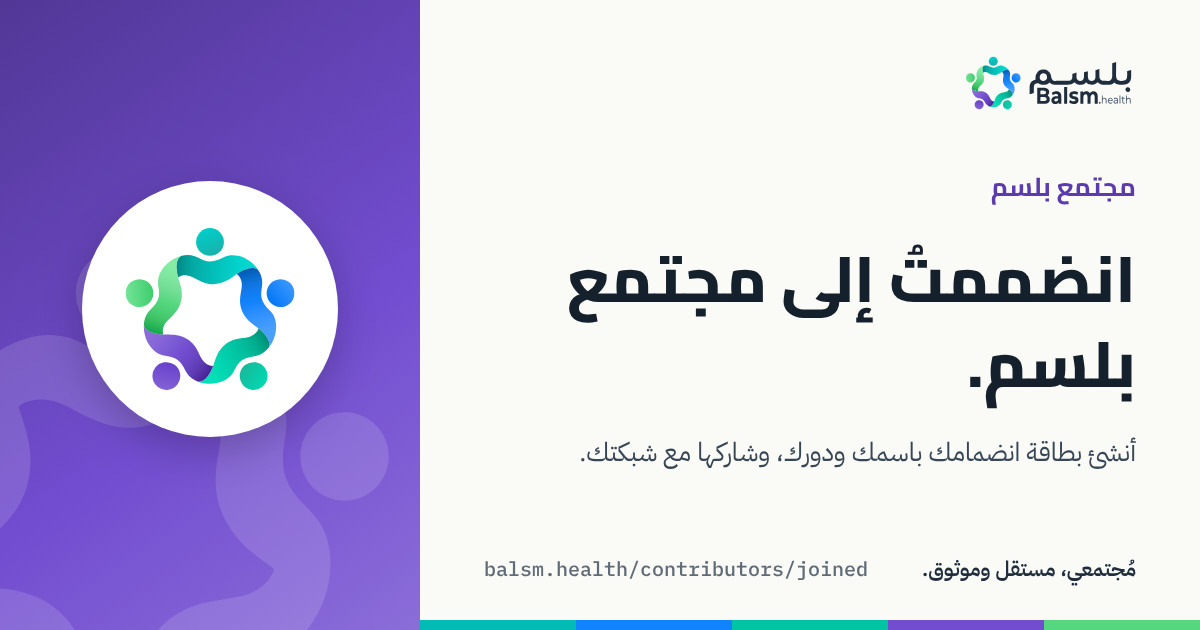 بلسم
Balsm.health
مجتمع بلسم
انضممتُ إلى مجتمع
بلسم.
أنشئ بطاقة انضمامك باسمك ودورك، وشاركها مع شبكتك.
مُجتمعي، مستقل وموثوق.
balsm.health/contributors/joined